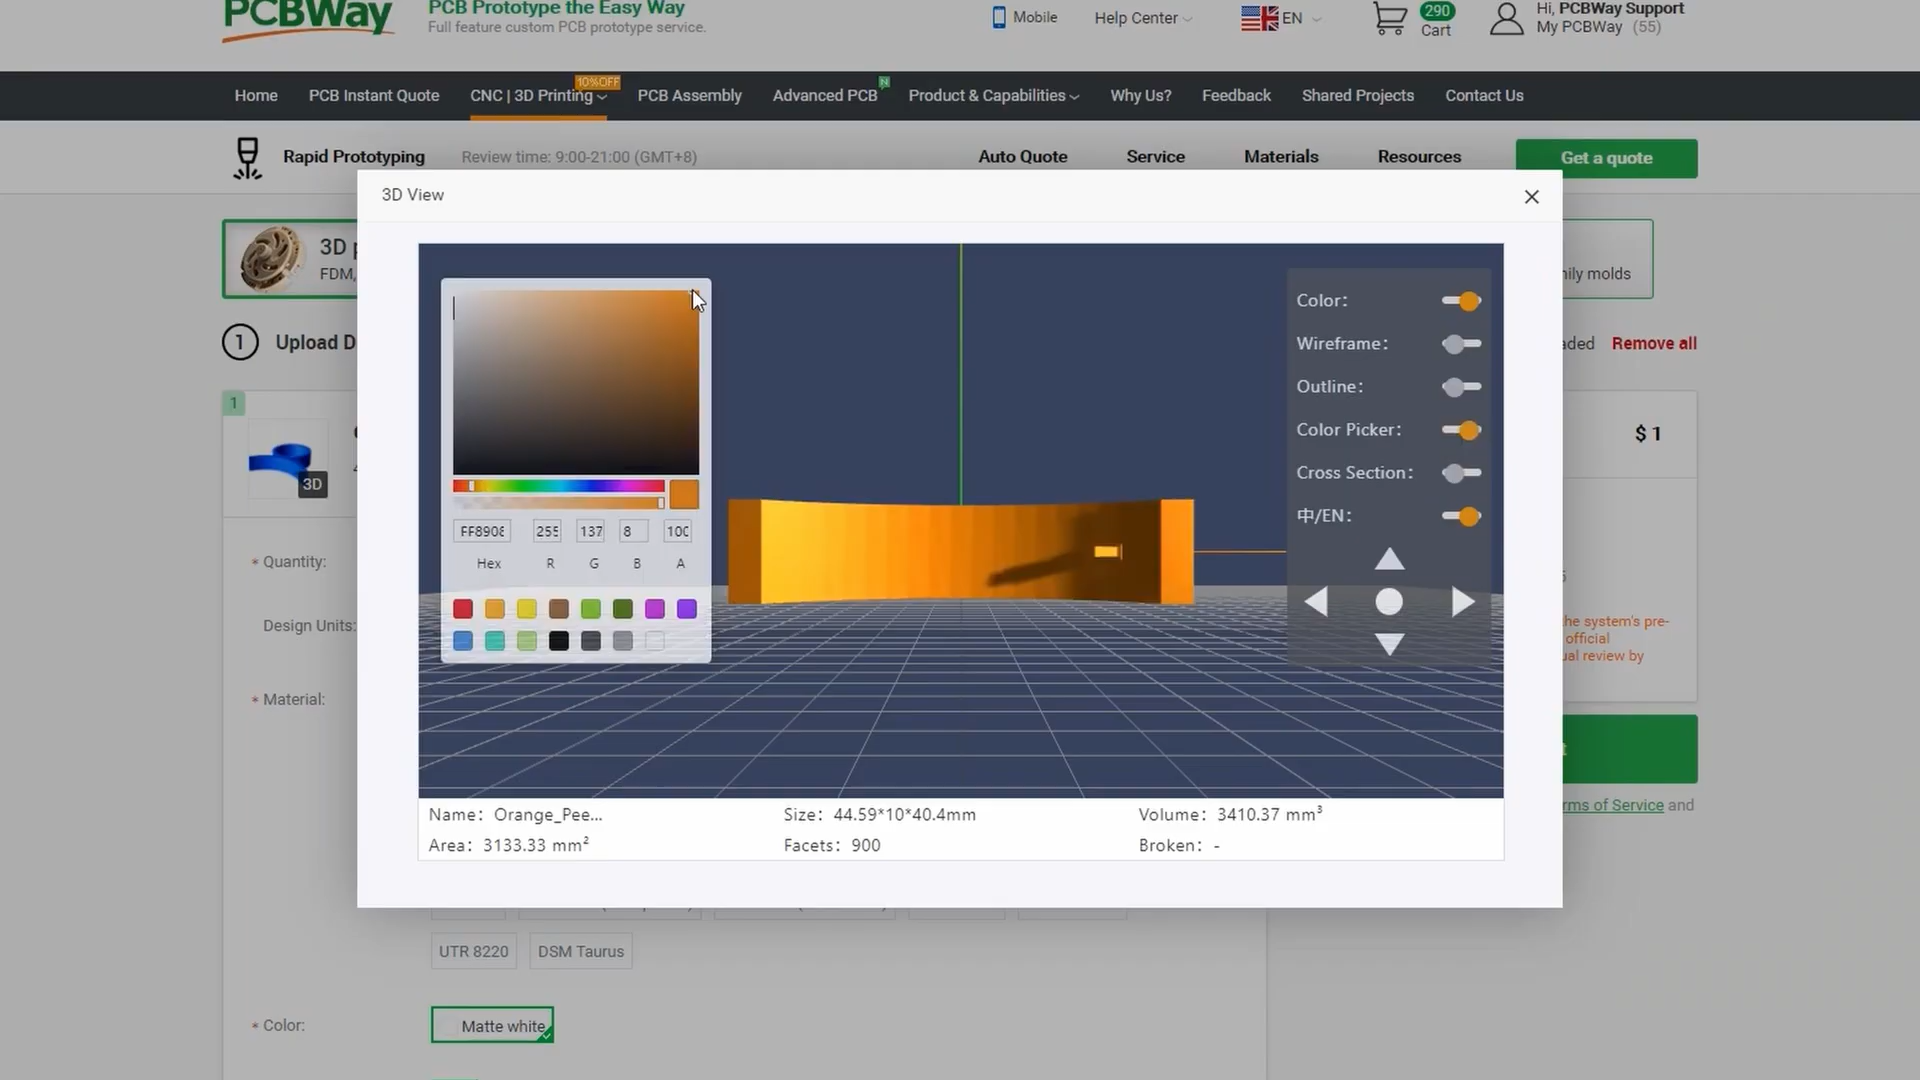 PCBWay
PCB Prototype the Easy Way
Full feature custom PCB prototype service.
Mobile
Help Center
EN
290
Cart
Hi, PCBWay Support
My PCBWay (55)
Home
PCB Instant Quote
CNC | 3D Printing
10%OFF
PCB Assembly
Advanced PCB
N
Product & Capabilities
Why Us?
Feedback
Shared Projects
Contact Us
Rapid Prototyping
Review time: 9:00-21:00 (GMT+8)
Auto Quote
Service
Materials
Resources
Get a quote
3D View
3D p
FDM,
nily molds
1 Upload D
aded
Remove all
1
3D
$ 1
Color:
Wireframe:
Outline:
Color Picker:
Cross Section:
中/EN:
FF8908 255 137 8 100
Hex R G B A
* Quantity:
Design Units:
* Material:
he system's pre-
official
ual review by
rms of Service and
Name: Orange_Pee...
Size: 44.59*10*40.4mm
Volume: 3410.37 mm³
Area: 3133.33 mm²
Facets: 900
Broken: -
UTR 8220
DSM Taurus
* Color:
Matte white